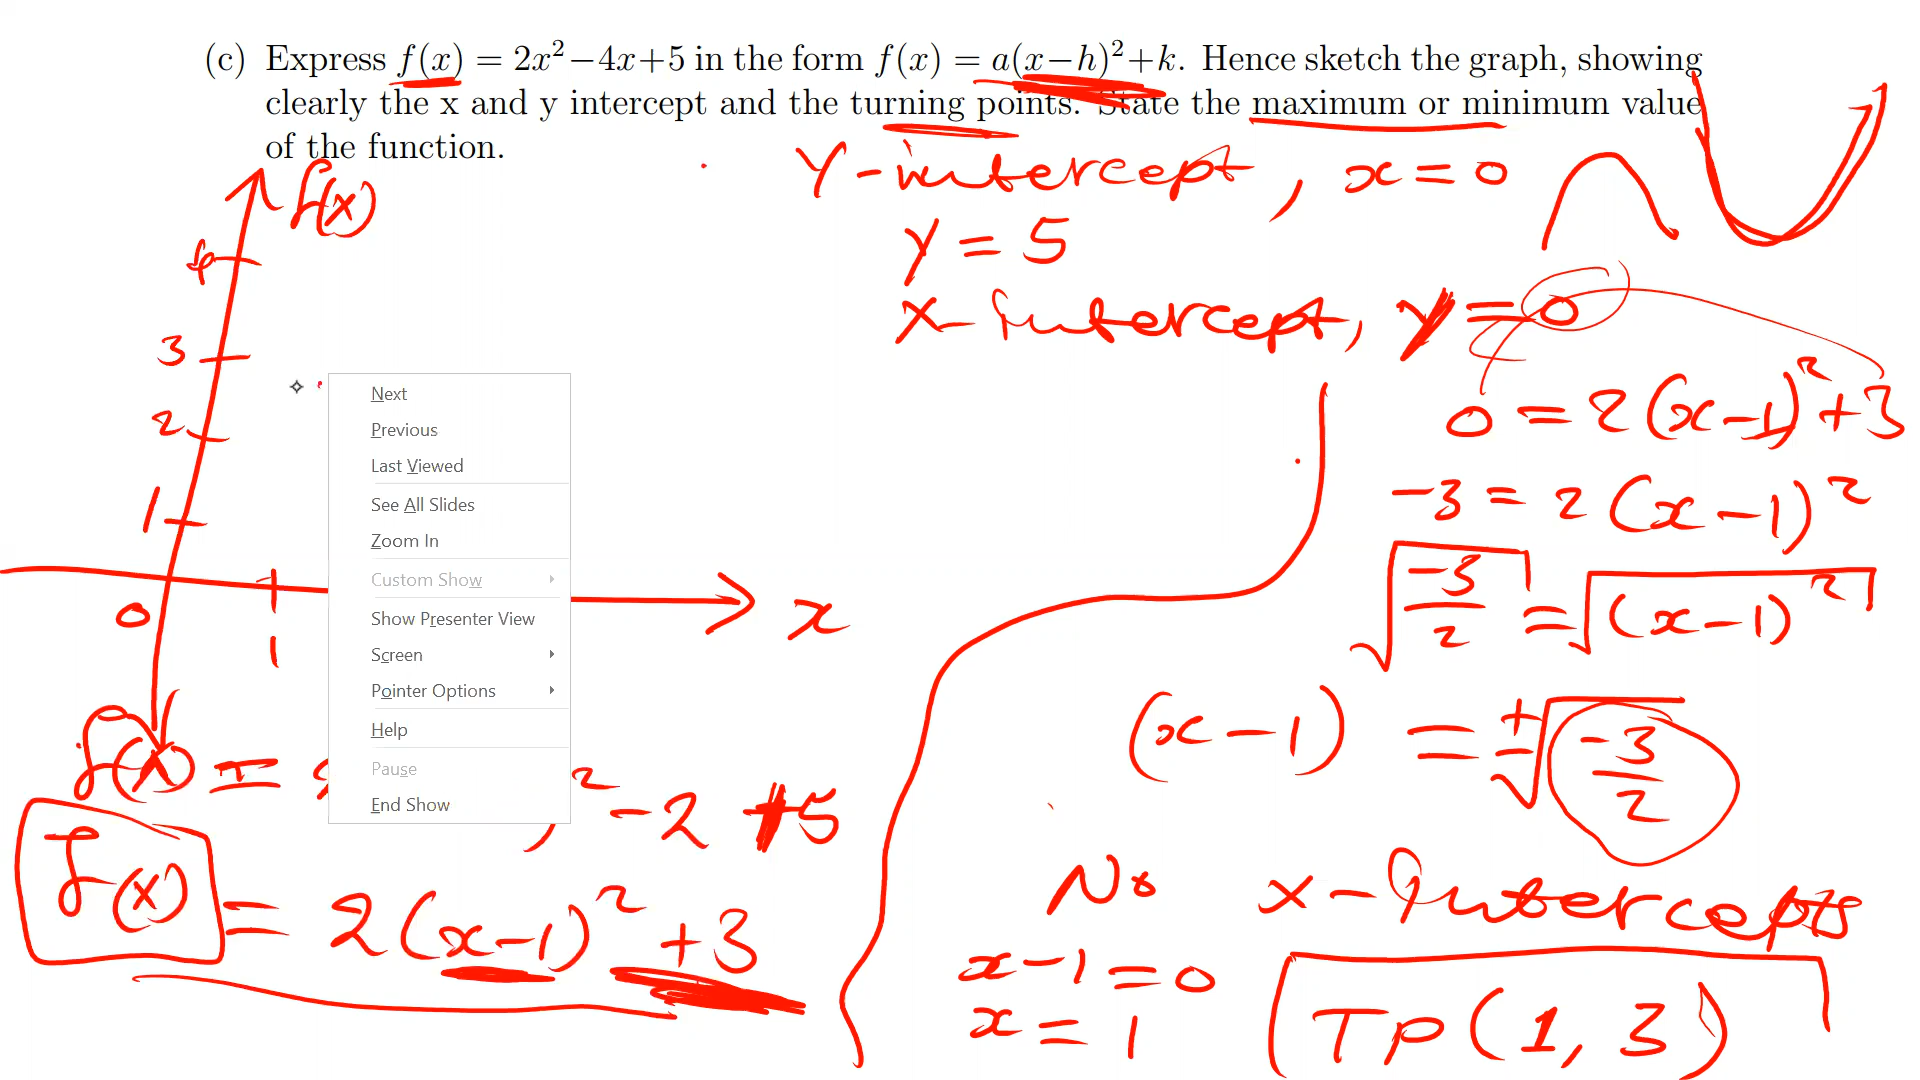 (c) Express f(x) = 2x² − 4x + 5 in the form f(x) = a(x − h)² + k. Hence sketch the graph, showing
clearly the x and y intercept and the turning points. State the maximum or minimum value
of the function.
Y-intercept, x = 0
y = 5
X-Intercept, y = 0
0 = 2(x-1)² + 3
-3 = 2(x-1)²
√(-3/2) = √((x-1)²)
(x-1) = ±√(-3/2)
No x-Intercepts
x-1 = 0
x = 1
TP(1, 3)
f(x)
4
3
2
1
0
1
x
Next
Previous
Last Viewed
See All Slides
Zoom In
Custom Show
Show Presenter View
Screen
Pointer Options
Help
Pause
End Show
f(x) =
² -2 +5
f(x) = 2(x-1)² +3